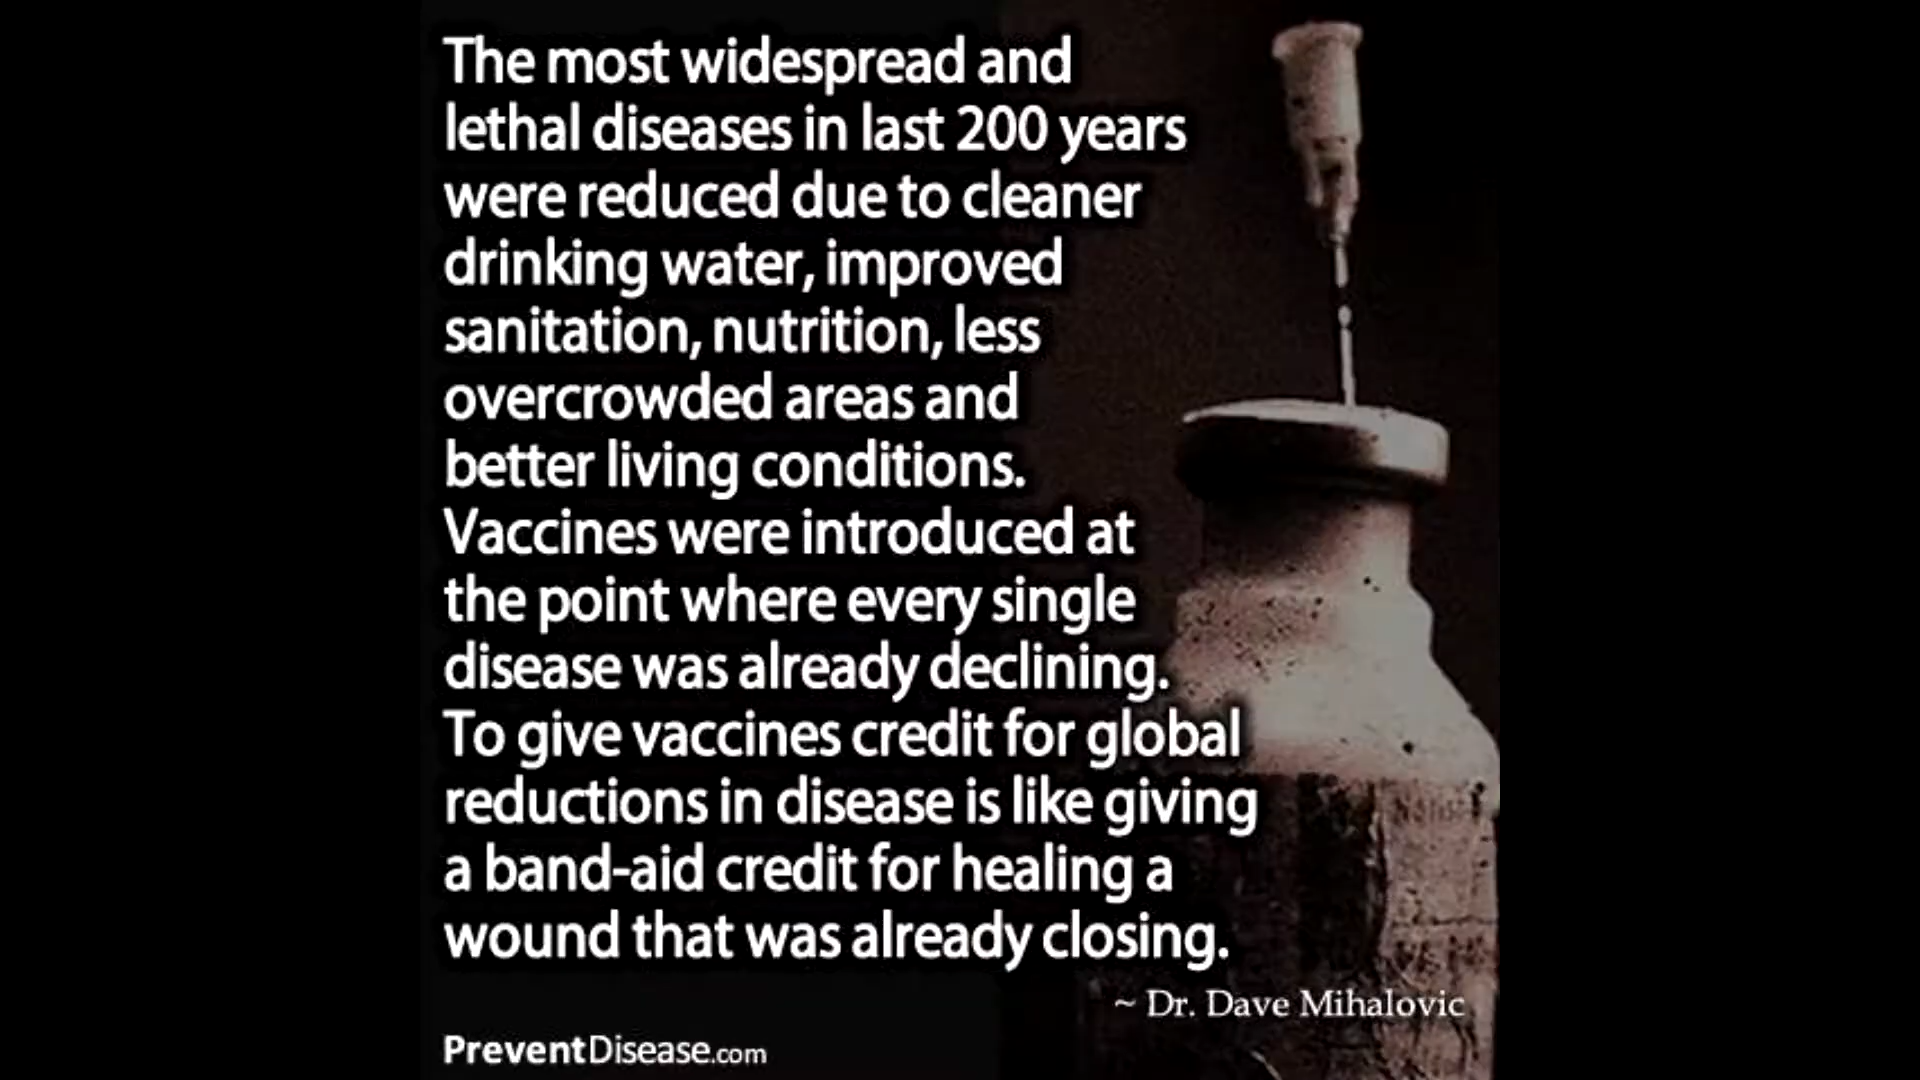 The most widespread and
lethal diseases in last 200 years
were reduced due to cleaner
drinking water, improved
sanitation, nutrition, less
overcrowded areas and
better living conditions.
Vaccines were introduced at
the point where every single
disease was already declining.
To give vaccines credit for global
reductions in disease is like giving
a band-aid credit for healing a
wound that was already closing.
~ Dr. Dave Mihalovic
PreventDisease.com